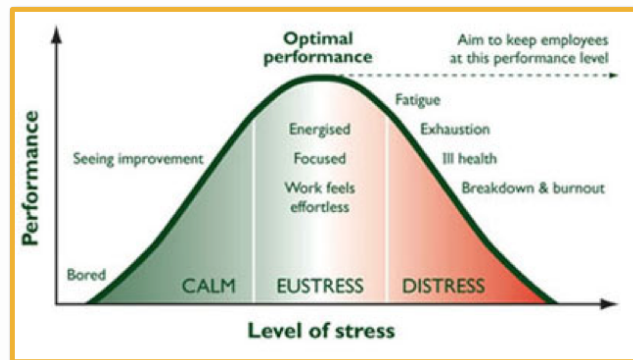 Optimal
performance
Aim to keep employees
at this performance level
Fatigue
Energised
Exhaustion
Seeing improvement
Focused
Ill health
Work feels
effortless
Breakdown & burnout
Performance
Bored
CALM
EUSTRESS
DISTRESS
Level of stress